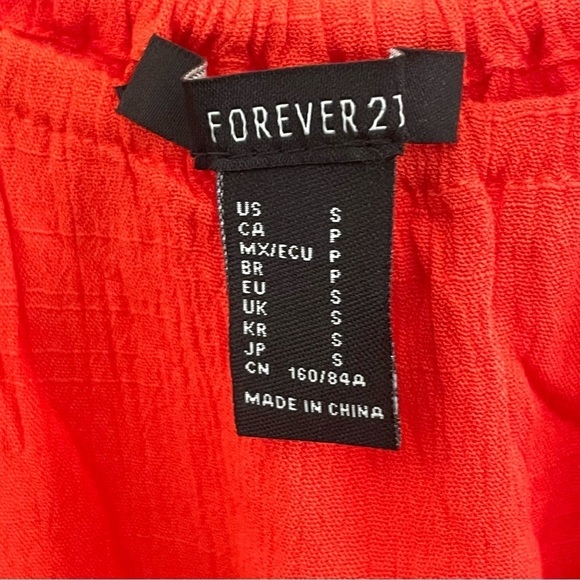 FOREVER 21
US S
CA P
MX/ECU P
BR P
EU S
UK S
KR S
JP S
CN 160/84A
MADE IN CHINA